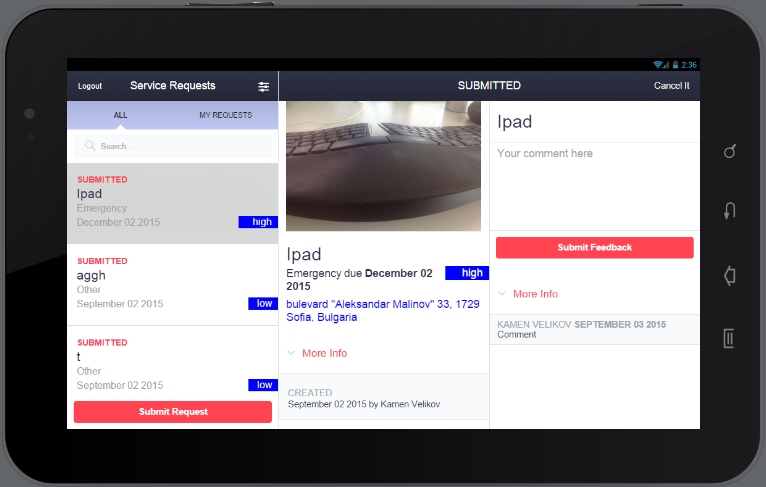 2:36
Logout
Service Requests
SUBMITTED
Cancel It
ALL
MY REQUESTS
Search...
SUBMITTED
Ipad
Emergency
December 02 2015
high
SUBMITTED
aggh
Other
September 02 2015
low
SUBMITTED
t
Other
September 02 2015
low
Submit Request
Ipad
Emergency due December 02
2015
high
bulevard "Aleksandar Malinov" 33, 1729
Sofia, Bulgaria
More Info
CREATED
September 02 2015 by Kamen Velikov
Ipad
Your comment here
Submit Feedback
More Info
KAMEN VELIKOV SEPTEMBER 03 2015
Comment